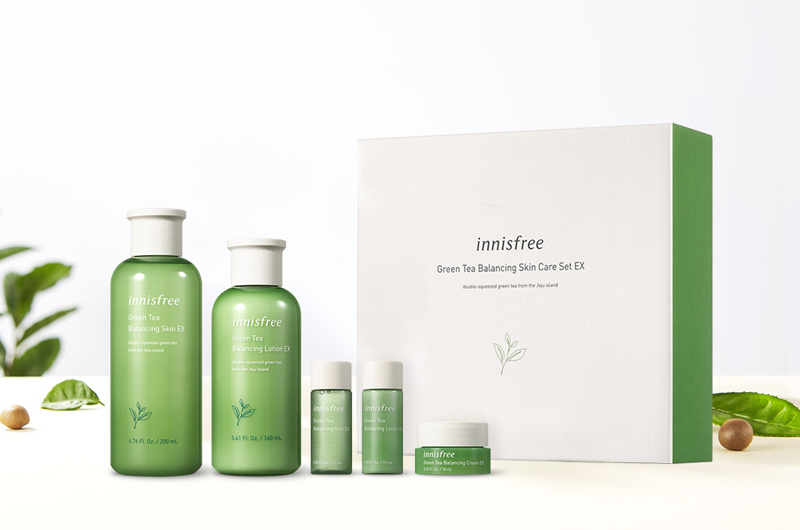 innisfree
Green Tea Balancing Skin Care Set EX
double-squeezed green tea from the Jeju island
innisfree
Green Tea
Balancing Skin EX
double-squeezed green tea
from the Jeju island
6.76 FL. Oz. / 200 mL
innisfree
Green Tea
Balancing Lotion EX
double-squeezed green tea
from the Jeju island
5.41 FL. Oz. / 160 mL
innisfree
Green Tea
Balancing Skin EX
innisfree
Green Tea
Balancing Lotion EX
innisfree
Green Tea Balancing Cream EX